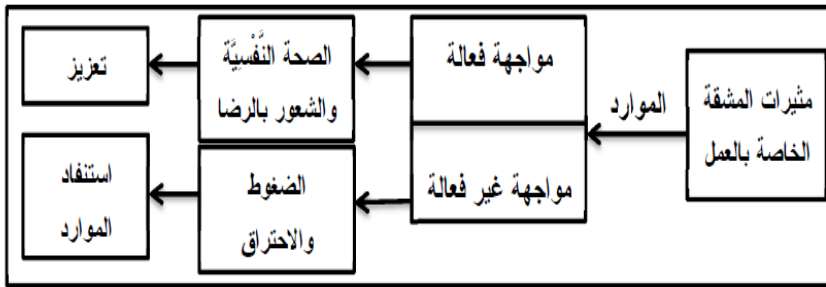 مثيرات المشقة
الخاصة بالعمل
الموارد
مواجهة فعالة
مواجهة غير فعالة
الصحة النَّفْسِيَّة
والشعور بالرضا
الضغوط
والاحتراق
تعزيز
استنفاد
الموارد